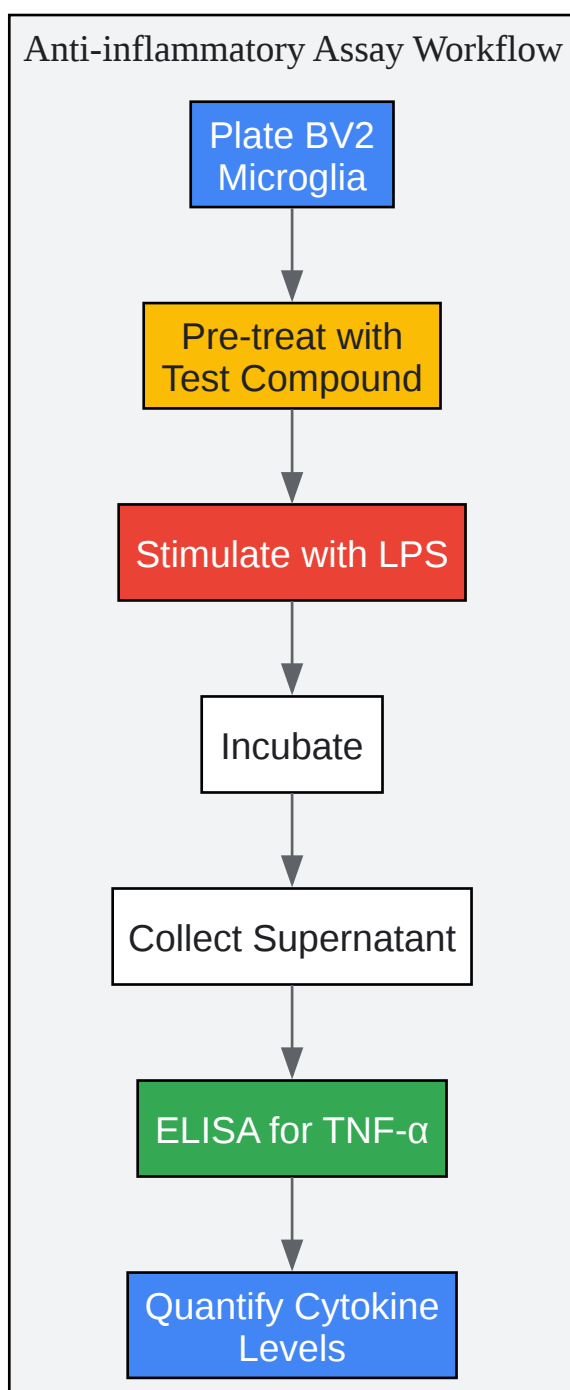 Anti-inflammatory Assay Workflow
Plate BV2
Microglia
Pre-treat with
Test Compound
Stimulate with LPS
Incubate
Collect Supernatant
ELISA for TNF-α
Quantify Cytokine
Levels